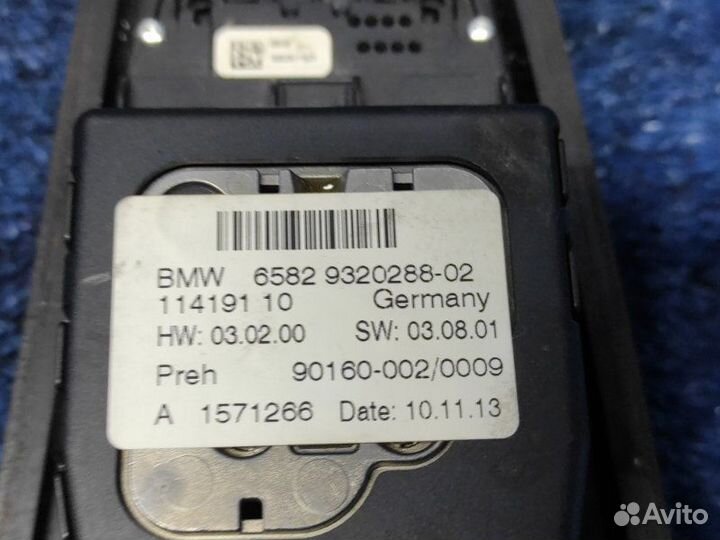 BMW 6582 9320288-02
114191 10 Germany
HW: 03.02.00 SW: 03.08.01
Preh 90160-002/0009
A 1571266 Date: 10.11.13
Avito